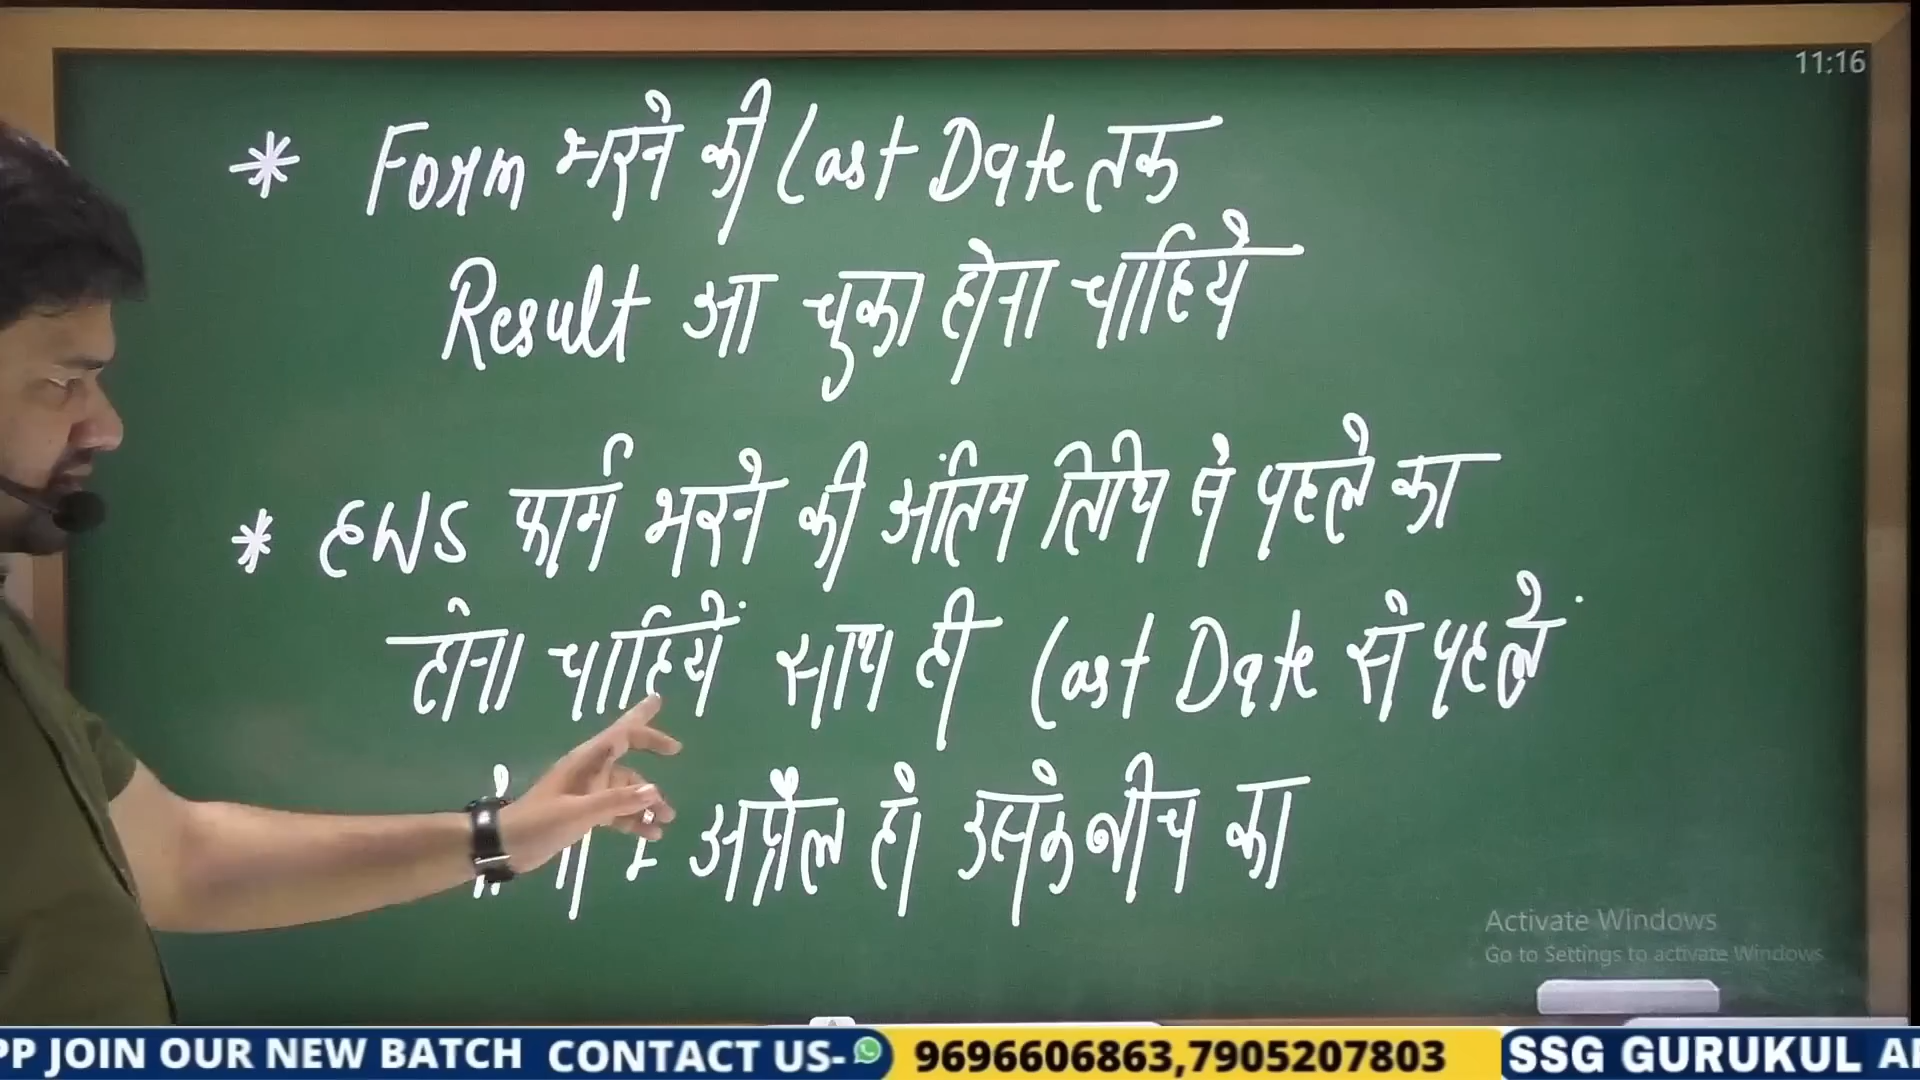 11:16
* Form भरने की Last Date तक
Result आ चुका होना चाहिये
* EWS फार्म भरने की अंतिम तिथि से पहले का
होना चाहियें साथ ही Last Date से पहलें
अप्रैल हो उसके बीच का
Activate Windows
Go to Settings to activate Windows
PP JOIN OUR NEW BATCH CONTACT US- 9696606863,7905207803 SSG GURUKUL